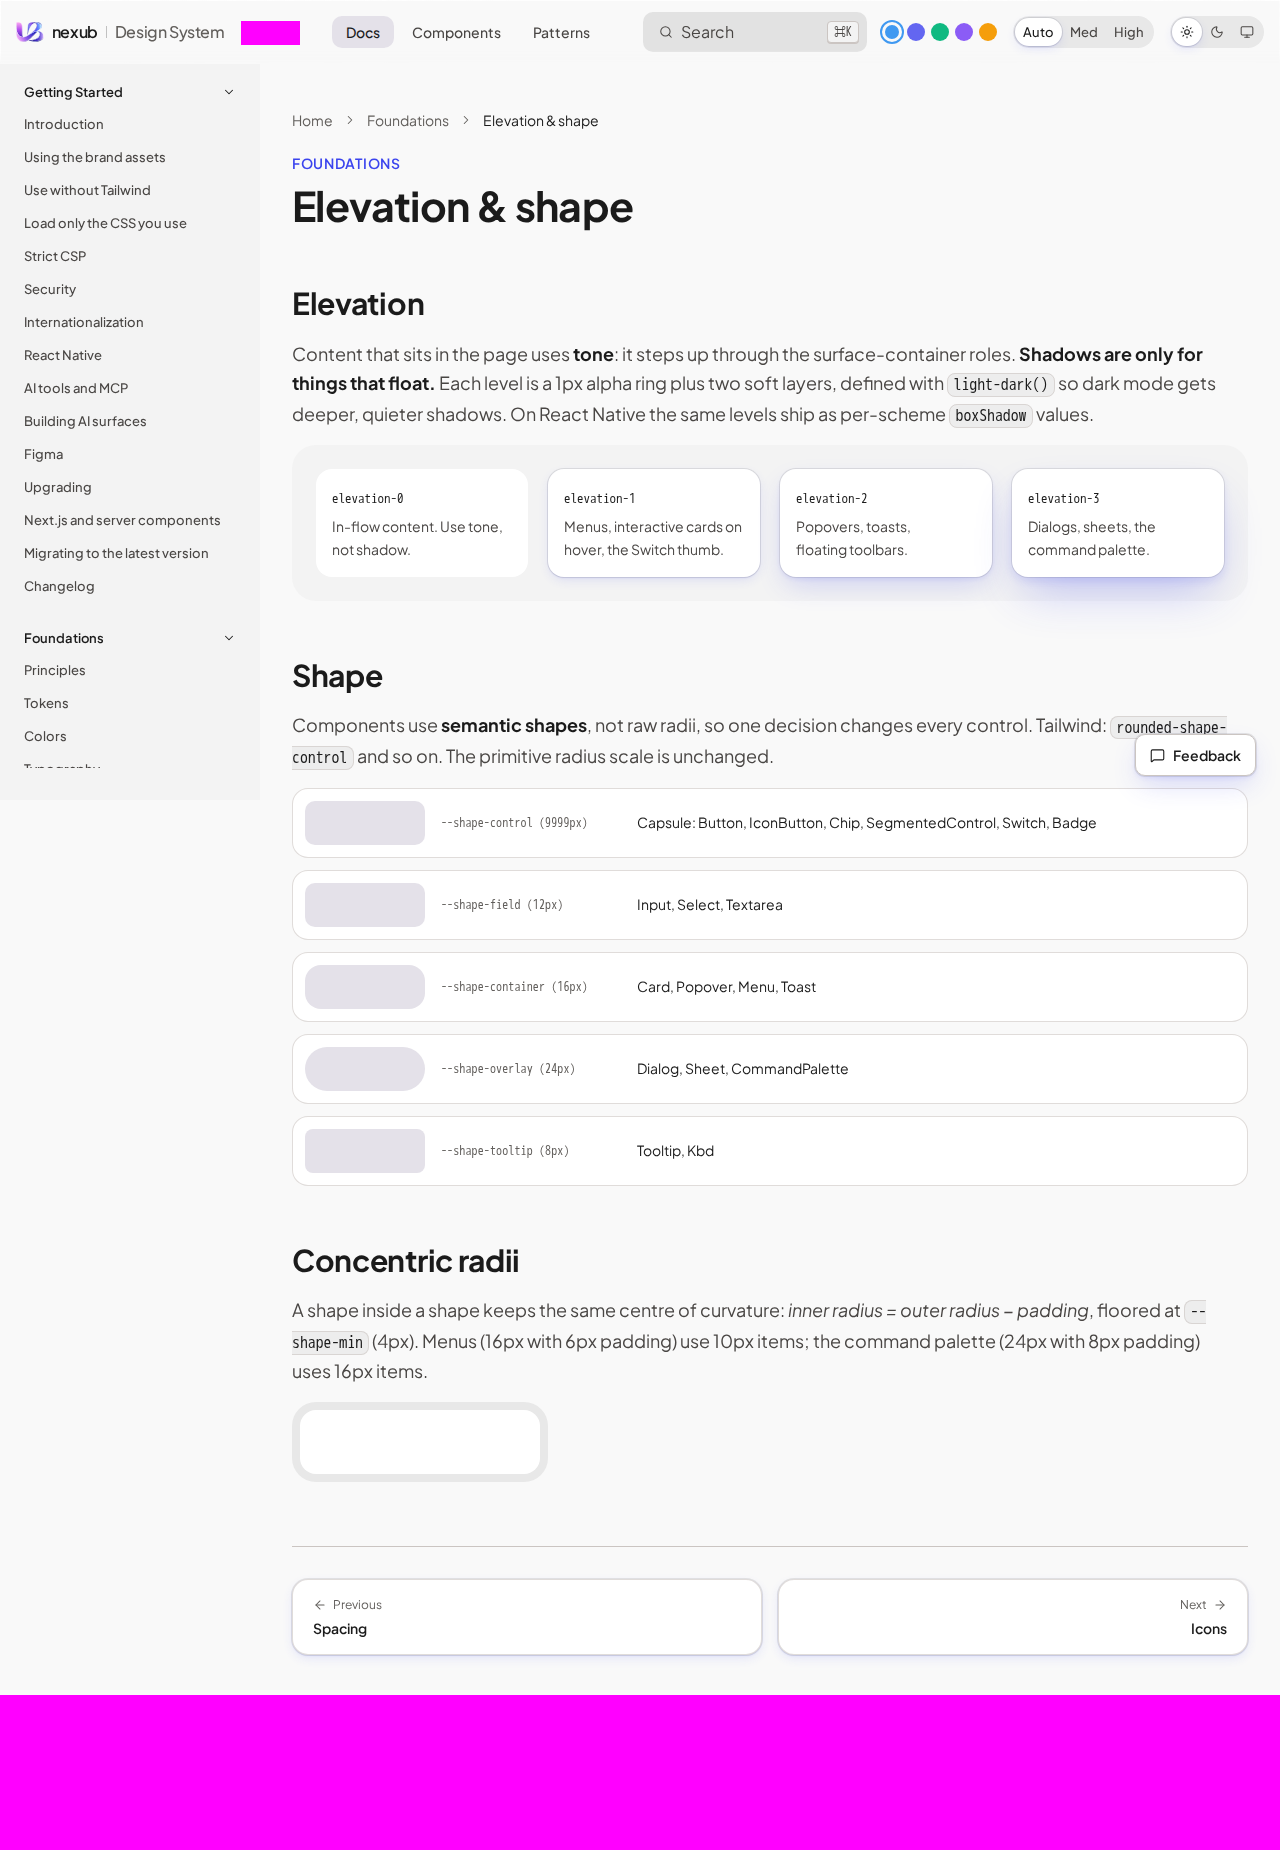 nexub | Design System
Docs
Components
Patterns
Search
⌘K
Auto
Med
High
Getting Started
Introduction
Using the brand assets
Use without Tailwind
Load only the CSS you use
Strict CSP
Security
Internationalization
React Native
AI tools and MCP
Building AI surfaces
Figma
Upgrading
Next.js and server components
Migrating to the latest version
Changelog
Foundations
Principles
Tokens
Colors
Typography
Home > Foundations > Elevation & shape
FOUNDATIONS
Elevation & shape
Elevation
Content that sits in the page uses tone: it steps up through the surface-container roles. Shadows are only for
things that float. Each level is a 1px alpha ring plus two soft layers, defined with light-dark() so dark mode gets
deeper, quieter shadows. On React Native the same levels ship as per-scheme boxShadow values.
elevation-0
In-flow content. Use tone,
not shadow.
elevation-1
Menus, interactive cards on
hover, the Switch thumb.
elevation-2
Popovers, toasts,
floating toolbars.
elevation-3
Dialogs, sheets, the
command palette.
Shape
Components use semantic shapes, not raw radii, so one decision changes every control. Tailwind: rounded-shape-
control and so on. The primitive radius scale is unchanged.
Feedback
--shape-control (9999px)
Capsule: Button, IconButton, Chip, SegmentedControl, Switch, Badge
--shape-field (12px)
Input, Select, Textarea
--shape-container (16px)
Card, Popover, Menu, Toast
--shape-overlay (24px)
Dialog, Sheet, CommandPalette
--shape-tooltip (8px)
Tooltip, Kbd
Concentric radii
A shape inside a shape keeps the same centre of curvature: inner radius = outer radius − padding, floored at --
shape-min (4px). Menus (16px with 6px padding) use 10px items; the command palette (24px with 8px padding)
uses 16px items.
Previous
Spacing
Next
Icons